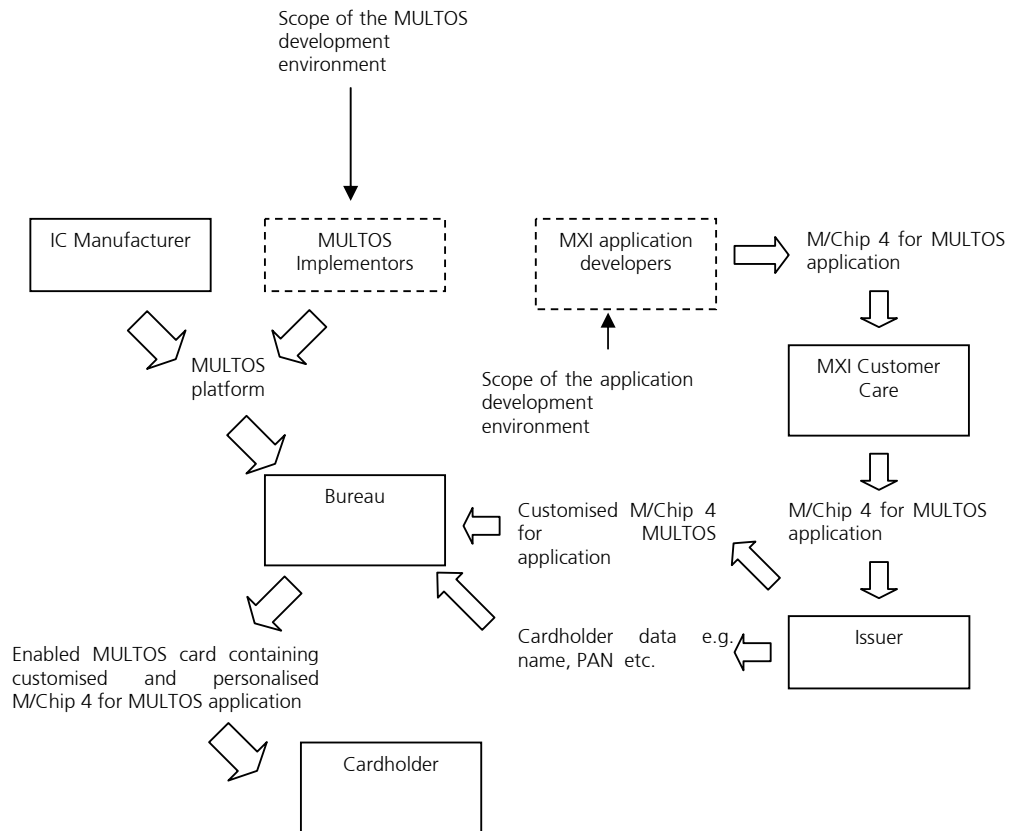 Scope of the MULTOS
development
environment
IC Manufacturer
MULTOS
Implementors
MXI application
developers
M/Chip 4 for MULTOS
application
MULTOS
platform
Scope of the application
development
environment
MXI Customer
Care
Bureau
Customised M/Chip 4
for MULTOS
application
M/Chip 4 for MULTOS
application
Cardholder data e.g.
name, PAN etc.
Issuer
Enabled MULTOS card containing
customised and personalised
M/Chip 4 for MULTOS application
Cardholder